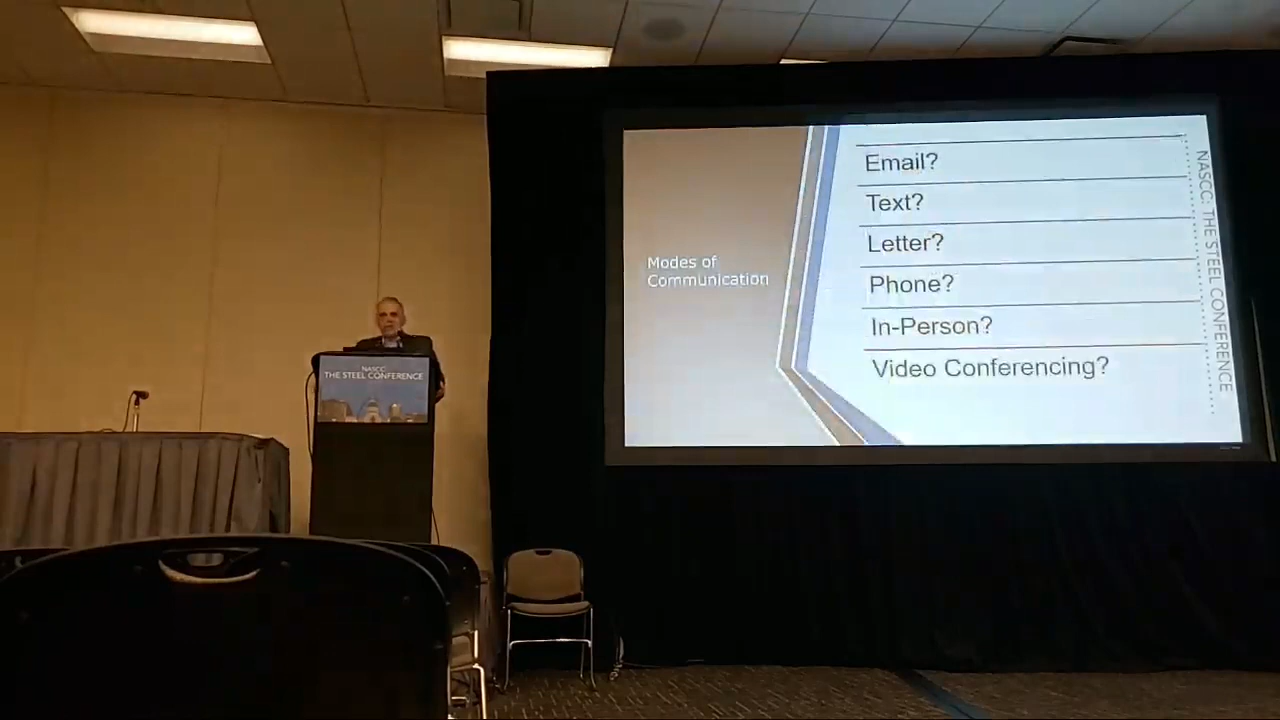 NASCC:
THE STEEL CONFERENCE
Modes of
Communication
Email?
Text?
Letter?
Phone?
In-Person?
Video Conferencing?
NASCC: THE STEEL CONFERENCE